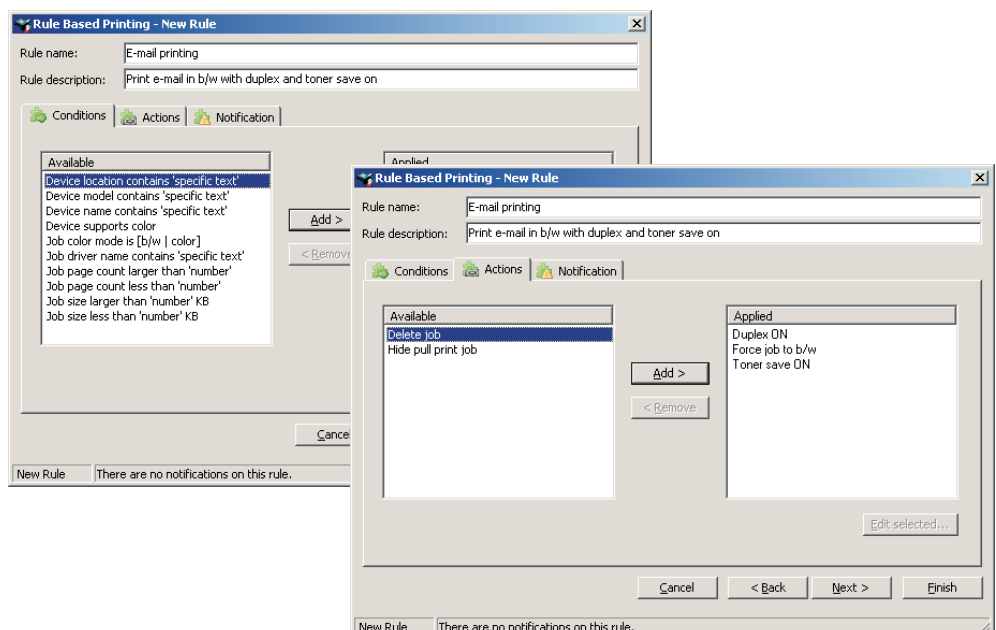 Rule Based Printing - New Rule
Rule name: E-mail printing
Rule description: Print e-mail in b/w with duplex and toner save on
Conditions Actions Notification
Available
Device location contains 'specific text'
Device model contains 'specific text'
Device name contains 'specific text'
Device supports color
Job color mode is [b/w | color]
Job driver name contains 'specific text'
Job page count larger than 'number'
Job page count less than 'number'
Job size larger than 'number' KB
Job size less than 'number' KB
Add >
< Remove
Applied
Cancel
New Rule There are no notifications on this rule.
Rule Based Printing - New Rule
Rule name: E-mail printing
Rule description: Print e-mail in b/w with duplex and toner save on
Conditions Actions Notification
Available
Delete job
Hide pull print job
Add >
< Remove
Applied
Duplex ON
Force job to b/w
Toner save ON
Edit selected...
Cancel < Back Next > Finish
New Rule There are no notifications on this rule.